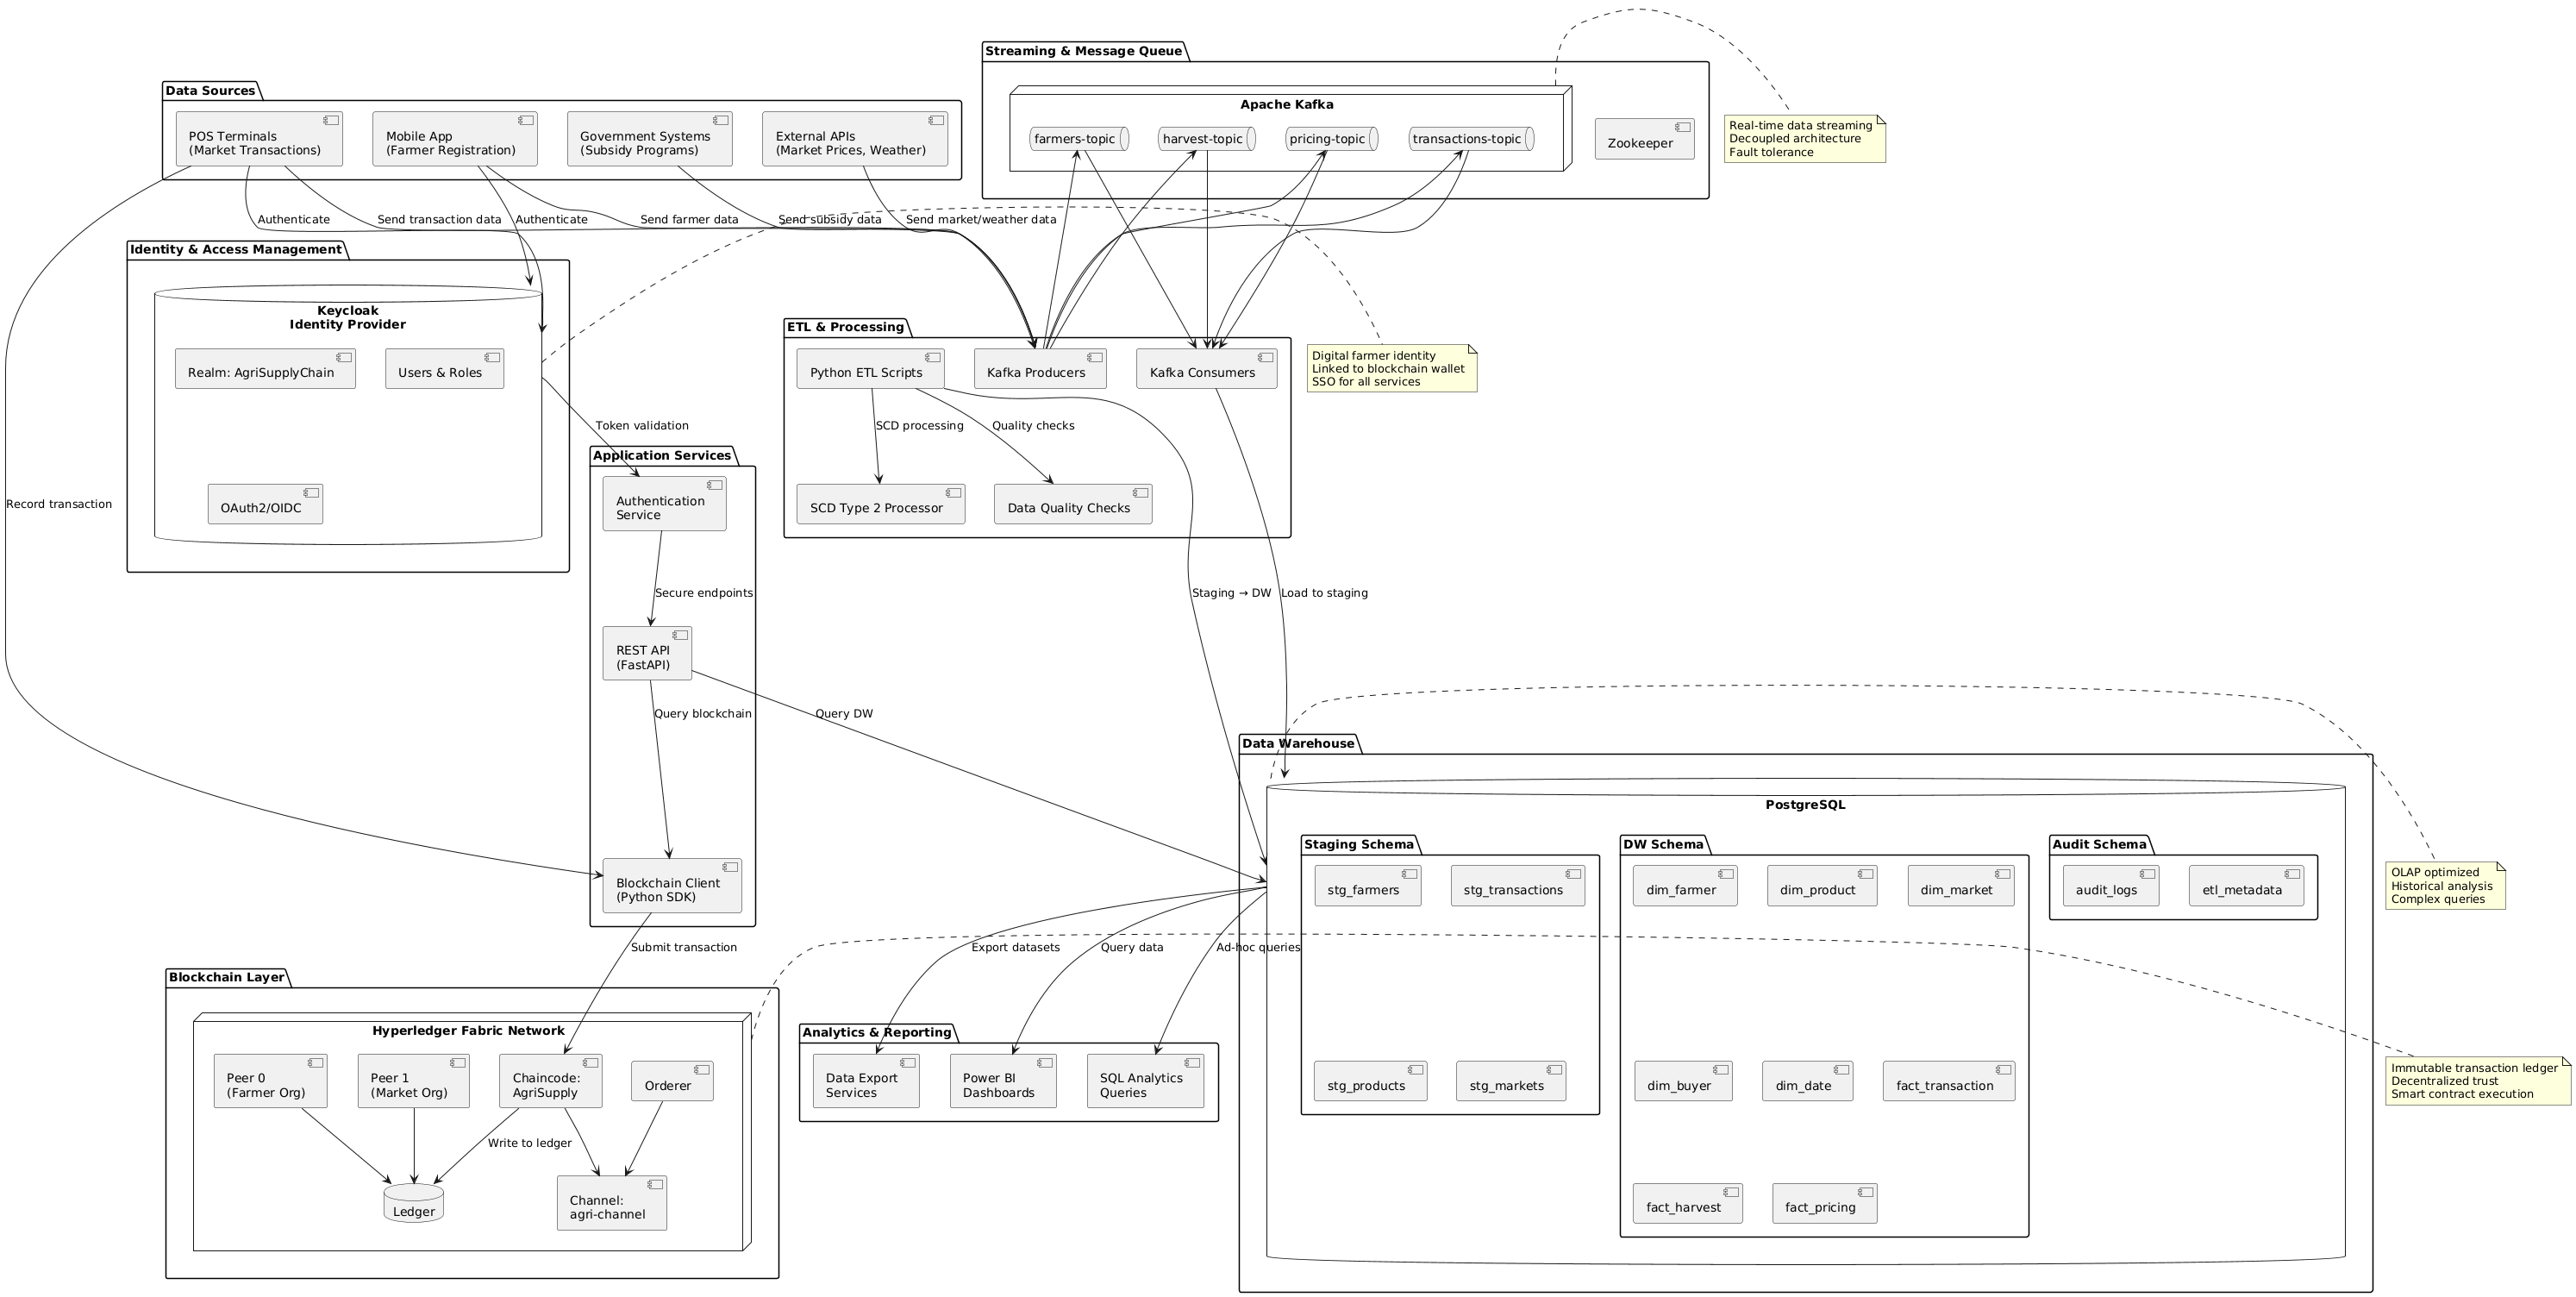 Streaming & Message Queue
Apache Kafka
farmers-topic
harvest-topic
pricing-topic
transactions-topic
Zookeeper
Real-time data streaming
Decoupled architecture
Fault tolerance
Data Sources
POS Terminals
(Market Transactions)
Mobile App
(Farmer Registration)
Government Systems
(Subsidy Programs)
External APIs
(Market Prices, Weather)
Authenticate
Send transaction data
Authenticate
Send farmer data
Send subsidy data
Send market/weather data
Identity & Access Management
Keycloak
Identity Provider
Realm: AgriSupplyChain
Users & Roles
OAuth2/OIDC
ETL & Processing
Python ETL Scripts
Kafka Producers
Kafka Consumers
SCD processing
Quality checks
SCD Type 2 Processor
Data Quality Checks
Digital farmer identity
Linked to blockchain wallet
SSO for all services
Token validation
Record transaction
Application Services
Authentication
Service
Secure endpoints
REST API
(FastAPI)
Query blockchain
Query DW
Blockchain Client
(Python SDK)
Submit transaction
Staging → DW
Load to staging
Data Warehouse
PostgreSQL
Staging Schema
stg_farmers
stg_transactions
stg_products
stg_markets
DW Schema
dim_farmer
dim_product
dim_market
dim_buyer
dim_date
fact_transaction
fact_harvest
fact_pricing
Audit Schema
audit_logs
etl_metadata
OLAP optimized
Historical analysis
Complex queries
Export datasets
Query data
Ad-hoc queries
Analytics & Reporting
Data Export
Services
Power BI
Dashboards
SQL Analytics
Queries
Blockchain Layer
Hyperledger Fabric Network
Peer 0
(Farmer Org)
Peer 1
(Market Org)
Chaincode:
AgriSupply
Orderer
Write to ledger
Ledger
Channel:
agri-channel
Immutable transaction ledger
Decentralized trust
Smart contract execution